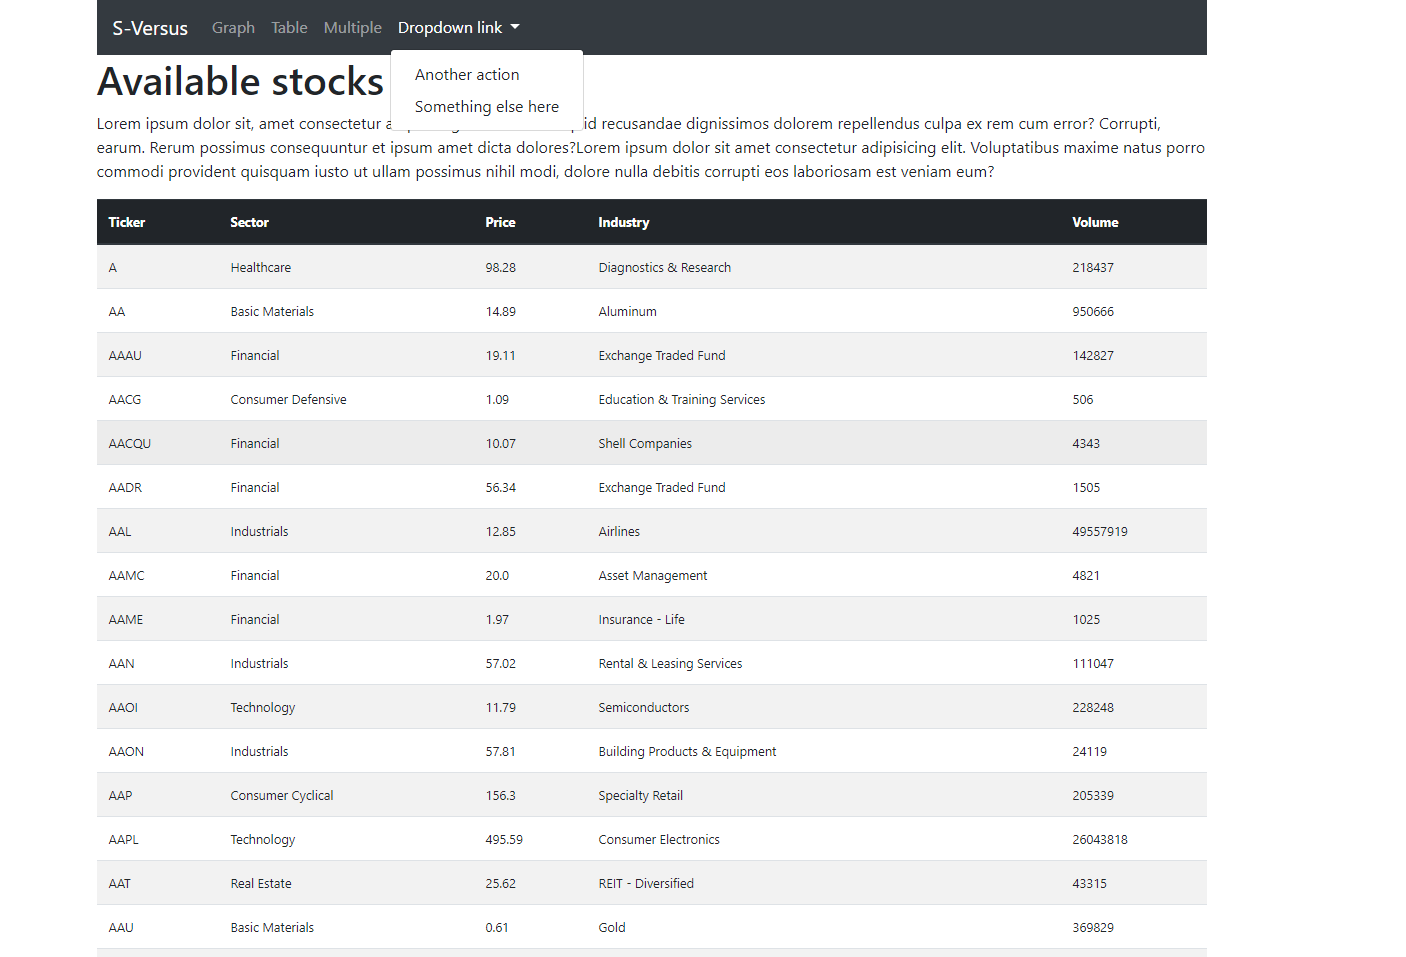 S-Versus Graph Table Multiple Dropdown link
Another action
Something else here
Available stocks
Lorem ipsum dolor sit, amet consectetur a id recusandae dignissimos dolorem repellendus culpa ex rem cum error? Corrupti,
earum. Rerum possimus consequuntur et ipsum amet dicta dolores?Lorem ipsum dolor sit amet consectetur adipisicing elit. Voluptatibus maxime natus porro
commodi provident quisquam iusto ut ullam possimus nihil modi, dolore nulla debitis corrupti eos laboriosam est veniam eum?
Ticker Sector Price Industry Volume
A Healthcare 98.28 Diagnostics & Research 218437
AA Basic Materials 14.89 Aluminum 950666
AAAU Financial 19.11 Exchange Traded Fund 142827
AACG Consumer Defensive 1.09 Education & Training Services 506
AACQU Financial 10.07 Shell Companies 4343
AADR Financial 56.34 Exchange Traded Fund 1505
AAL Industrials 12.85 Airlines 49557919
AAMC Financial 20.0 Asset Management 4821
AAME Financial 1.97 Insurance - Life 1025
AAN Industrials 57.02 Rental & Leasing Services 111047
AAOI Technology 11.79 Semiconductors 228248
AAON Industrials 57.81 Building Products & Equipment 24119
AAP Consumer Cyclical 156.3 Specialty Retail 205339
AAPL Technology 495.59 Consumer Electronics 26043818
AAT Real Estate 25.62 REIT - Diversified 43315
AAU Basic Materials 0.61 Gold 369829